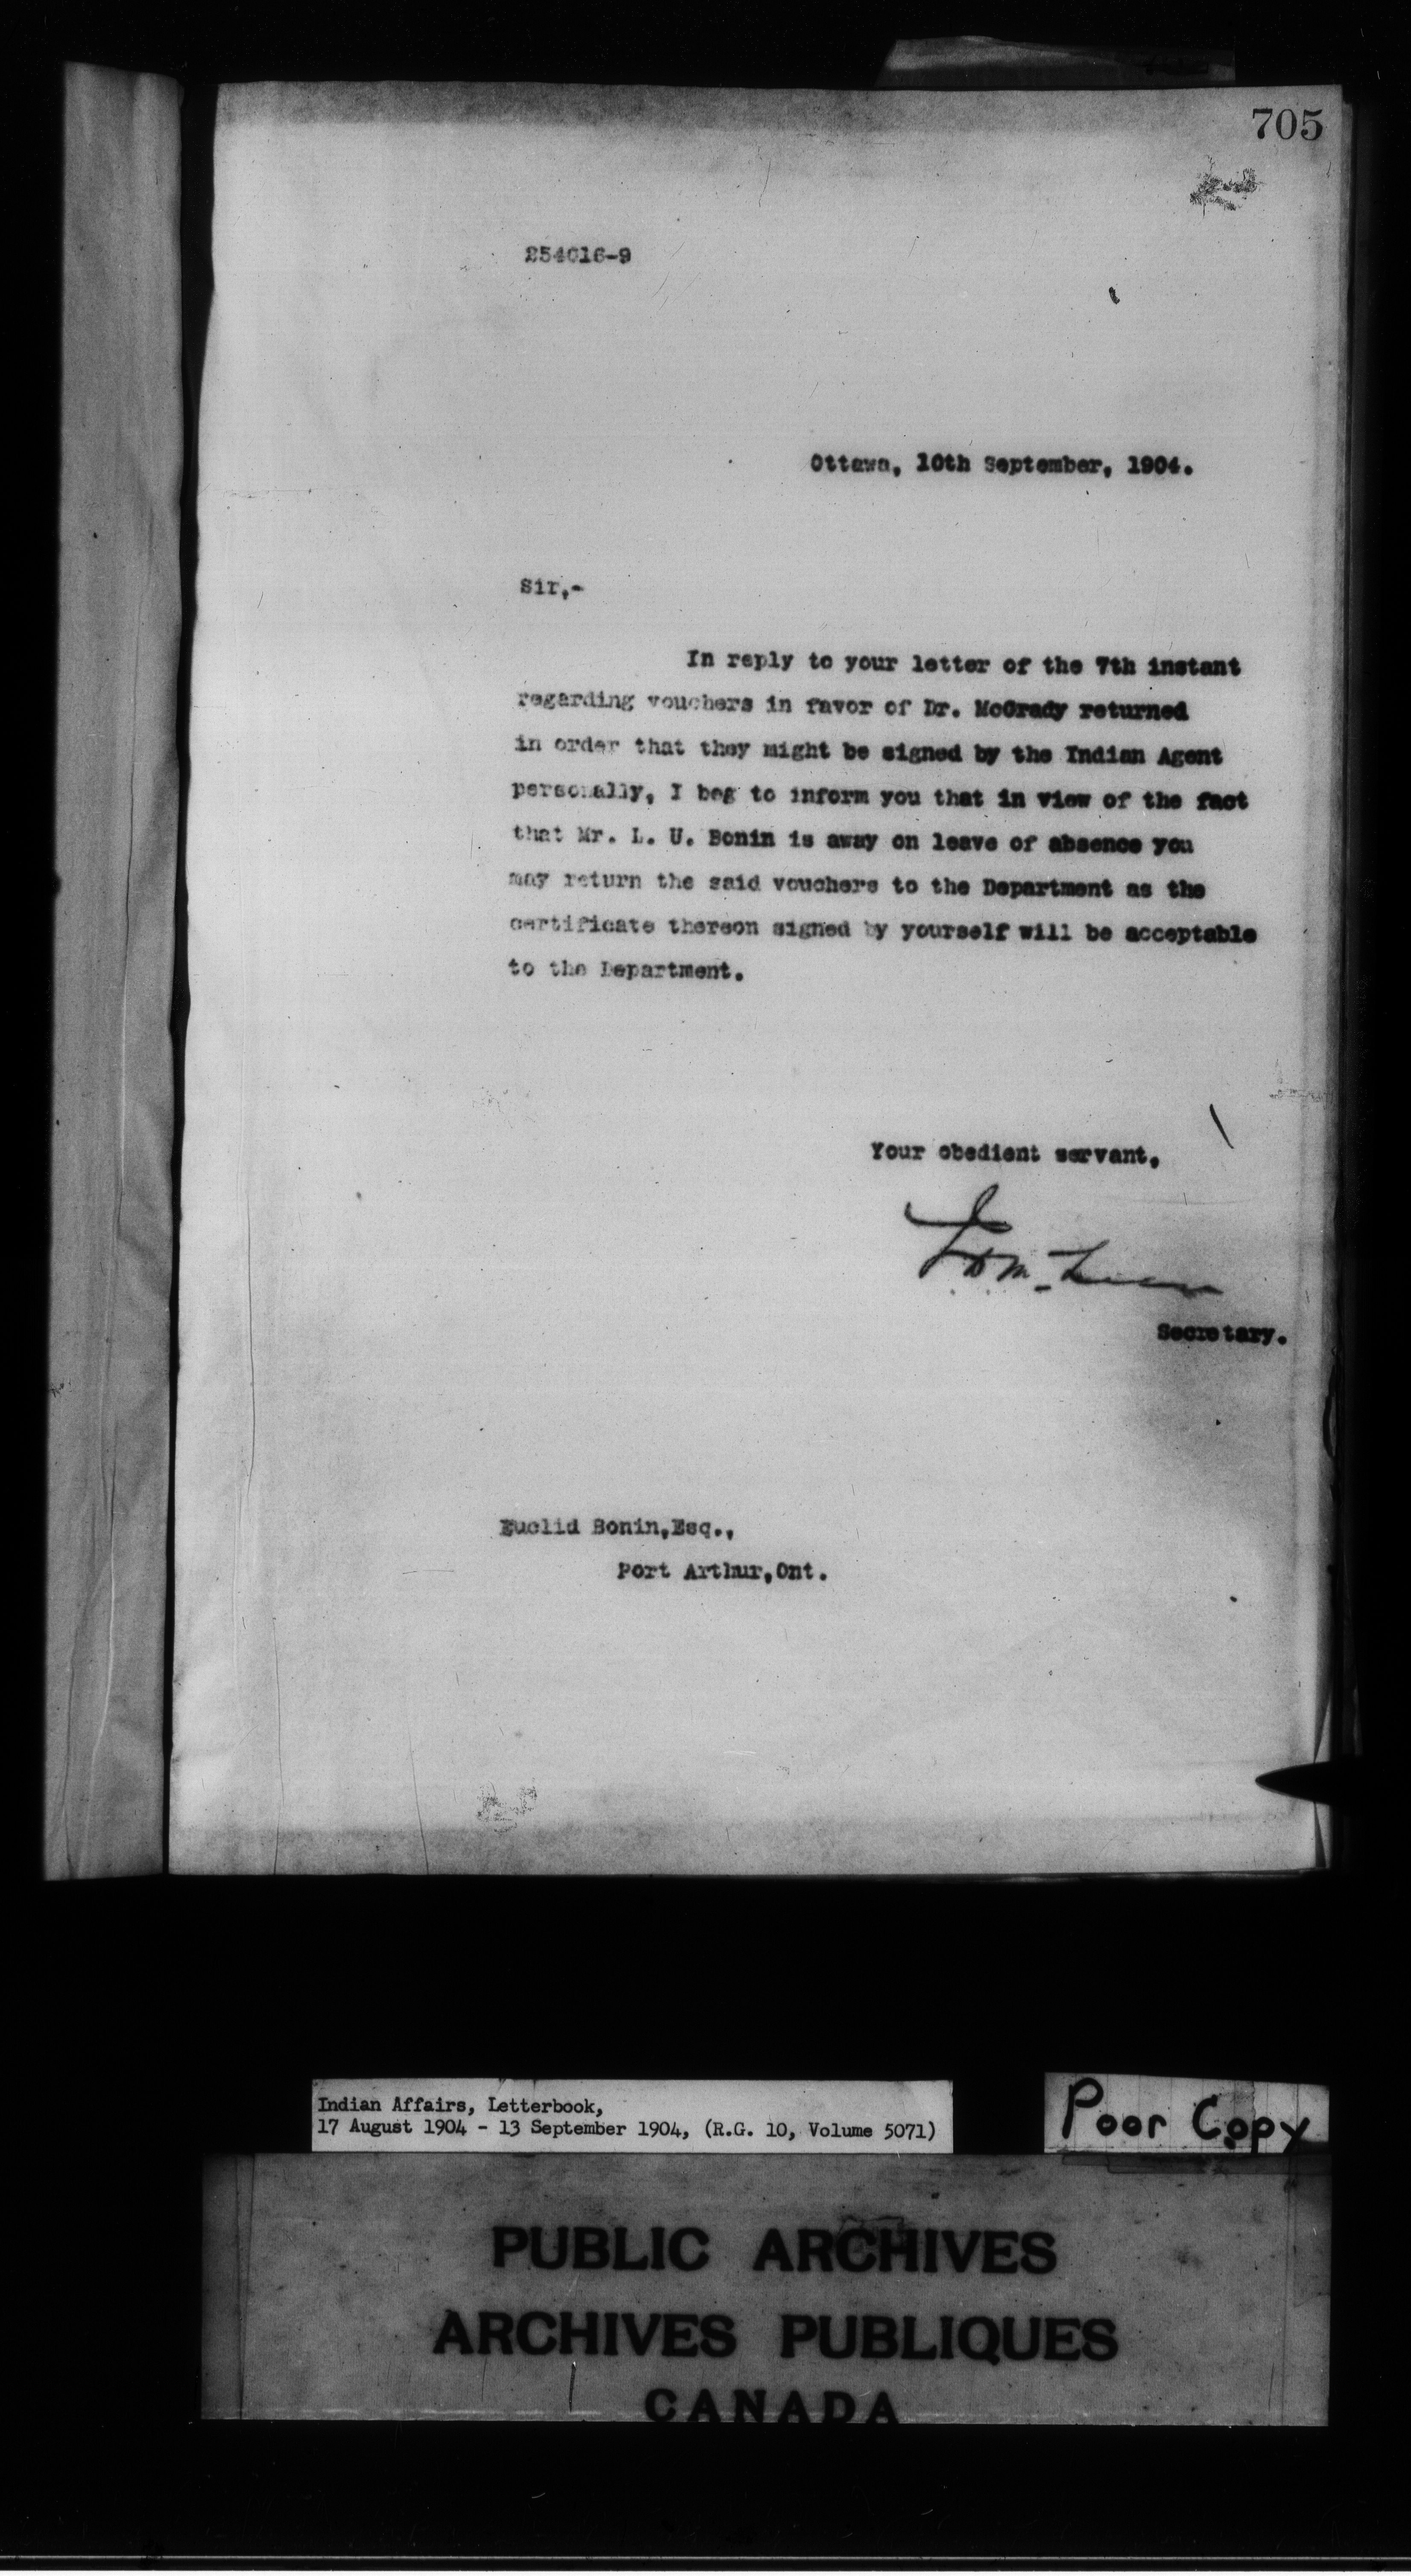 705
254016-9
Ottawa, 10th September, 1904.
Sir,-
In reply to your letter of the 7th instant
regarding vouchers in favor of Dr. McGrady returned
in order that they might be signed by the Indian Agent
personally, I beg to inform you that in view of the fact
that Mr. L. U. Bonin is away on leave of absence you
may return the said vouchers to the Department as the
certificate thereon signed by yourself will be acceptable
to the Department.
Your obedient servant,
Secretary.
Euclid Bonin,Esq.,
Port Arthur,Ont.
Indian Affairs, Letterbook,
17 August 1904 - 13 September 1904, (R.G. 10, Volume 5071)
Poor Copy
PUBLIC ARCHIVES
ARCHIVES PUBLIQUES
CANADA